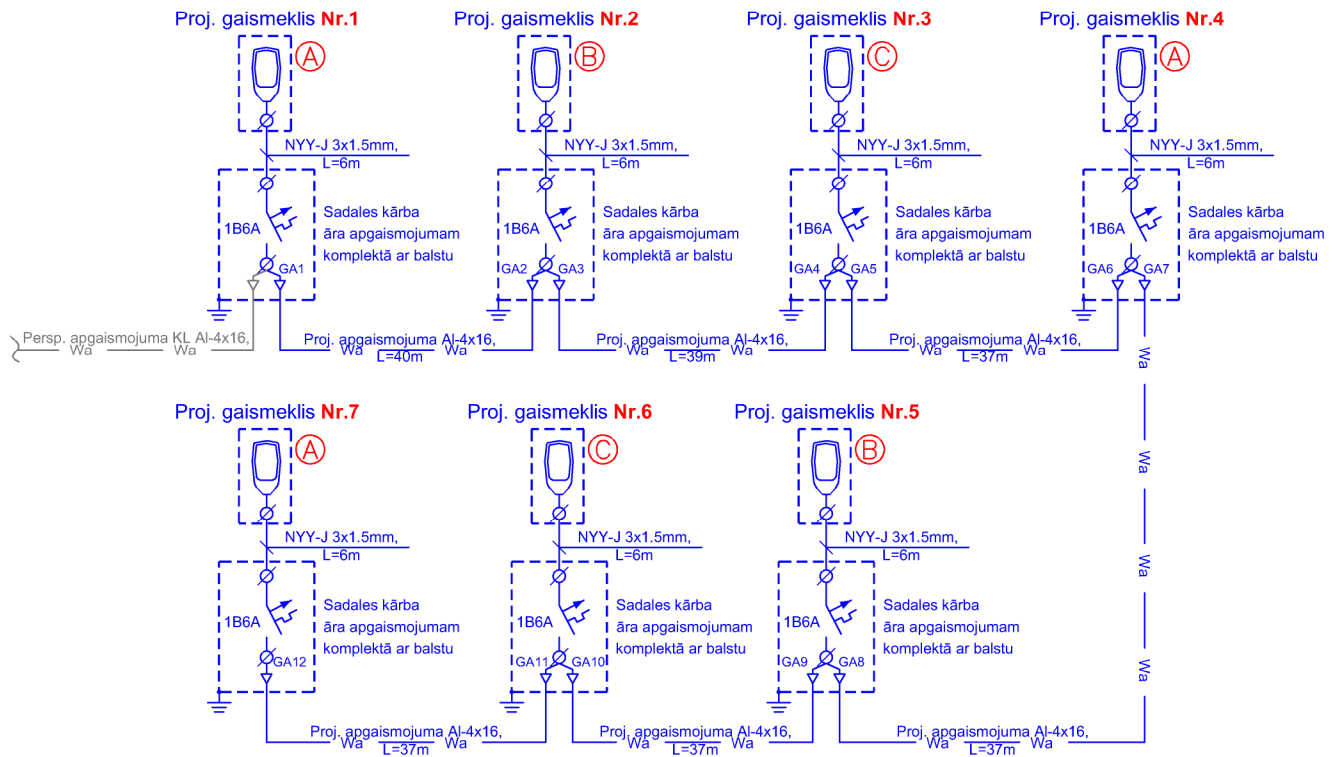 Proj. gaismeklis Nr.1
A
NYY-J 3x1.5mm,
L=6m
1B6A
Sadales kārba
āra apgaismojumam
komplektā ar balstu
GA1
Proj. gaismeklis Nr.2
B
NYY-J 3x1.5mm,
L=6m
1B6A
Sadales kārba
āra apgaismojumam
komplektā ar balstu
GA2 GA3
Proj. gaismeklis Nr.3
C
NYY-J 3x1.5mm,
L=6m
1B6A
Sadales kārba
āra apgaismojumam
komplektā ar balstu
GA4 GA5
Proj. gaismeklis Nr.4
A
NYY-J 3x1.5mm,
L=6m
1B6A
Sadales kārba
āra apgaismojumam
komplektā ar balstu
GA6 GA7
Persp. apgaismojuma KL Al-4x16,
Wa Wa
Proj. apgaismojuma Al-4x16,
Wa L=40m Wa
Proj. apgaismojuma Al-4x16,
Wa L=39m Wa
Proj. apgaismojuma Al-4x16,
Wa L=37m Wa
Wa
Wa
Wa
Wa
Proj. gaismeklis Nr.7
A
NYY-J 3x1.5mm,
L=6m
1B6A
Sadales kārba
āra apgaismojumam
komplektā ar balstu
GA12
Proj. gaismeklis Nr.6
C
NYY-J 3x1.5mm,
L=6m
1B6A
Sadales kārba
āra apgaismojumam
komplektā ar balstu
GA11 GA10
Proj. gaismeklis Nr.5
B
NYY-J 3x1.5mm,
L=6m
1B6A
Sadales kārba
āra apgaismojumam
komplektā ar balstu
GA9 GA8
Proj. apgaismojuma Al-4x16,
Wa L=37m Wa
Proj. apgaismojuma Al-4x16,
Wa L=37m Wa
Proj. apgaismojuma Al-4x16,
Wa L=37m Wa